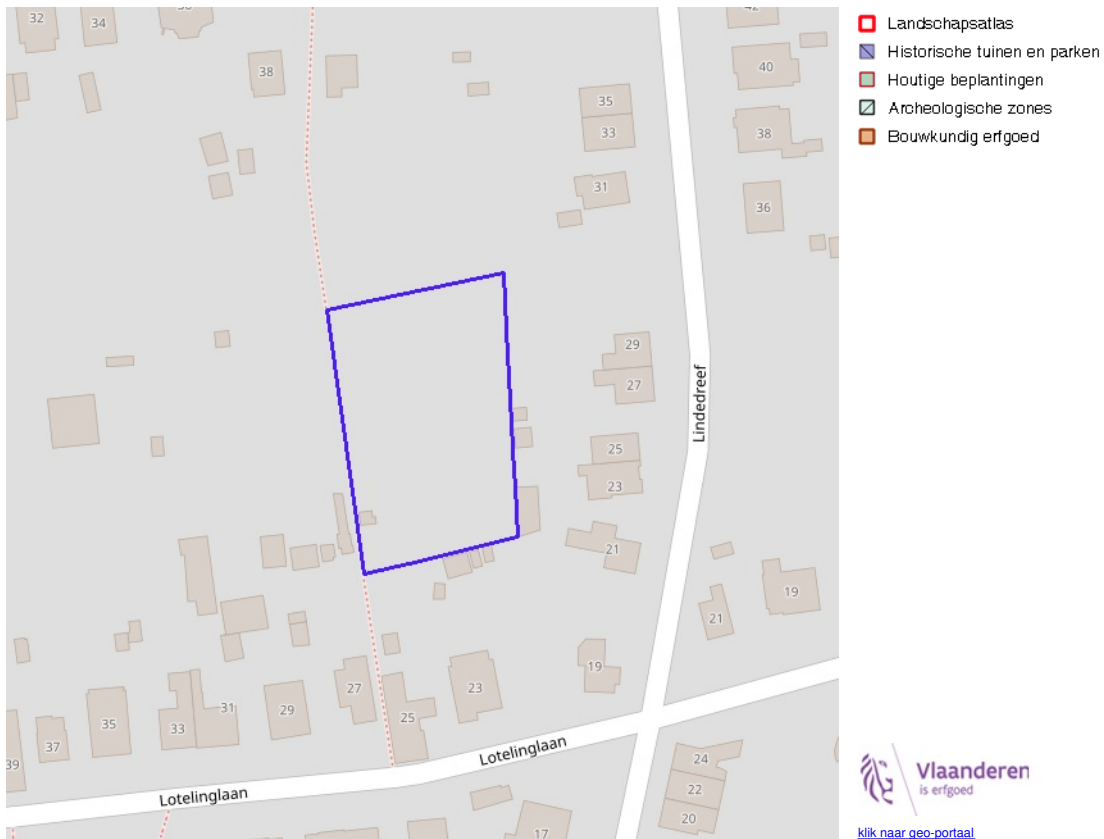 32
34
38
35
33
31
42
40
38
36
29
27
25
23
21
19
21
19
27
25
23
35
33
31
29
37
39
24
22
20
17
Lindedreef
Lotelinglaan
Lotelinglaan
Landschapsatlas
Historische tuinen en parken
Houtige beplantingen
Archeologische zones
Bouwkundig erfgoed
Vlaanderen
is erfgoed
klik naar geo-portaal